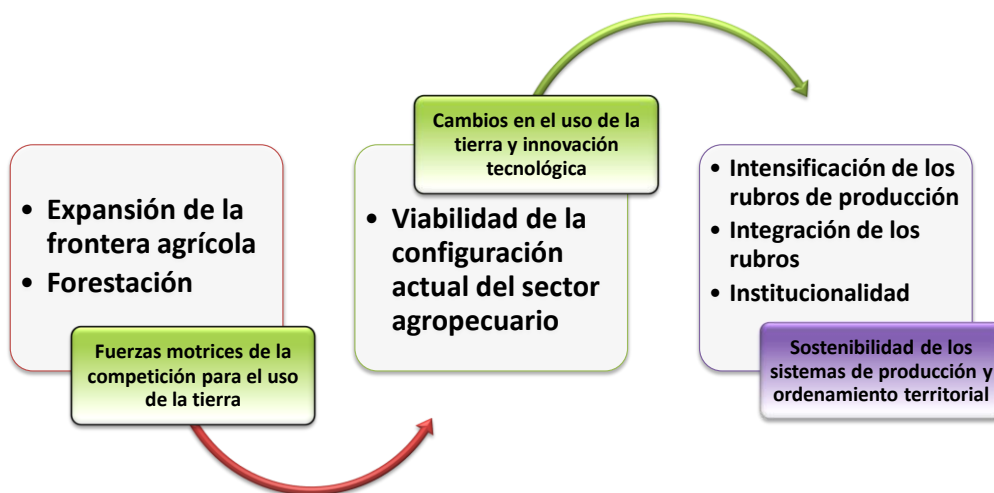 • Expansión de la
frontera agrícola
• Forestación
Fuerzas motrices de la
competición para el uso
de la tierra
Cambios en el uso de la
tierra y innovación
tecnológica
• Viabilidad de la
configuración
actual del sector
agropecuario
• Intensificación de los
rubros de producción
• Integración de los
rubros
• Institucionalidad
Sostenibilidad de los
sistemas de producción y
ordenamiento territorial